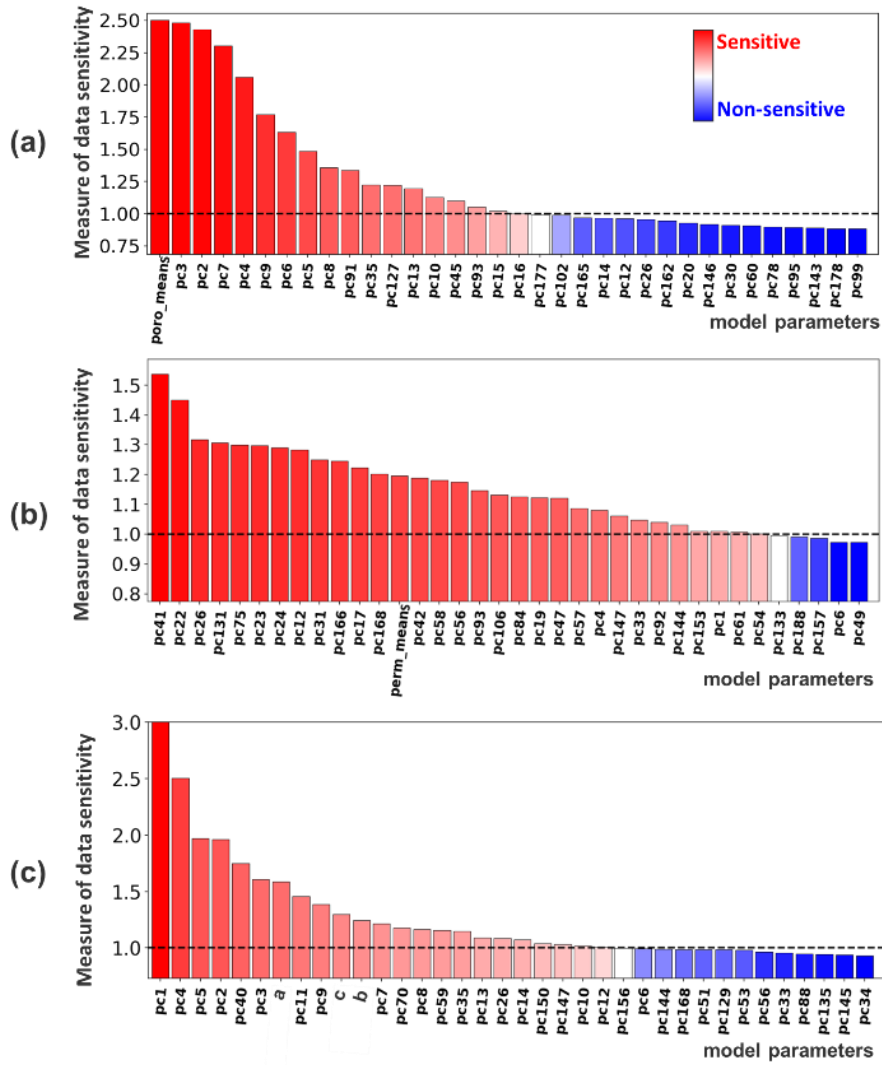 (a)
Measure of data sensitivity
2.50
2.25
2.00
1.75
1.50
1.25
1.00
0.75
Sensitive
Non-sensitive
poro_means pc3 pc2 pc7 pc4 pc9 pc6 pc5 pc8 pc91 pc35 pc127 pc13 pc10 pc45 pc93 pc15 pc16 pc177 pc102 pc165 pc14 pc12 pc26 pc162 pc20 pc146 pc30 pc60 pc78 pc95 pc143 pc178 pc99
model parameters
(b)
Measure of data sensitivity
1.5
1.4
1.3
1.2
1.1
1.0
0.9
0.8
pc41 pc22 pc26 pc131 pc75 pc23 pc24 pc12 pc31 pc166 pc17 pc168 perm_means pc42 pc58 pc56 pc93 pc106 pc84 pc19 pc47 pc57 pc4 pc147 pc33 pc92 pc144 pc153 pc1 pc61 pc54 pc133 pc188 pc157 pc6 pc49
model parameters
(c)
Measure of data sensitivity
3.0
2.5
2.0
1.5
1.0
pc1 pc4 pc5 pc2 pc40 pc3 a pc11 pc9 c b pc7 pc70 pc8 pc59 pc35 pc13 pc26 pc14 pc150 pc147 pc10 pc12 pc156 pc6 pc144 pc168 pc51 pc129 pc53 pc56 pc33 pc88 pc135 pc145 pc34
model parameters